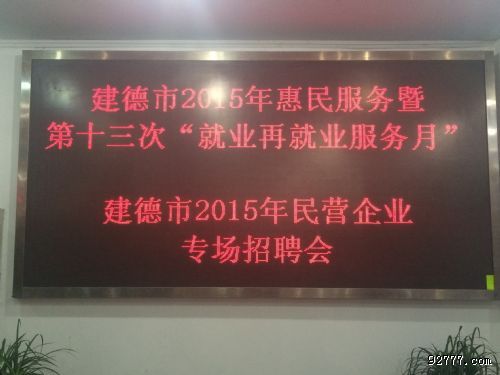 建德市2015年惠民服务暨
第十三次“就业再就业服务月”
建德市2015年民营企业
专场招聘会
92777.com